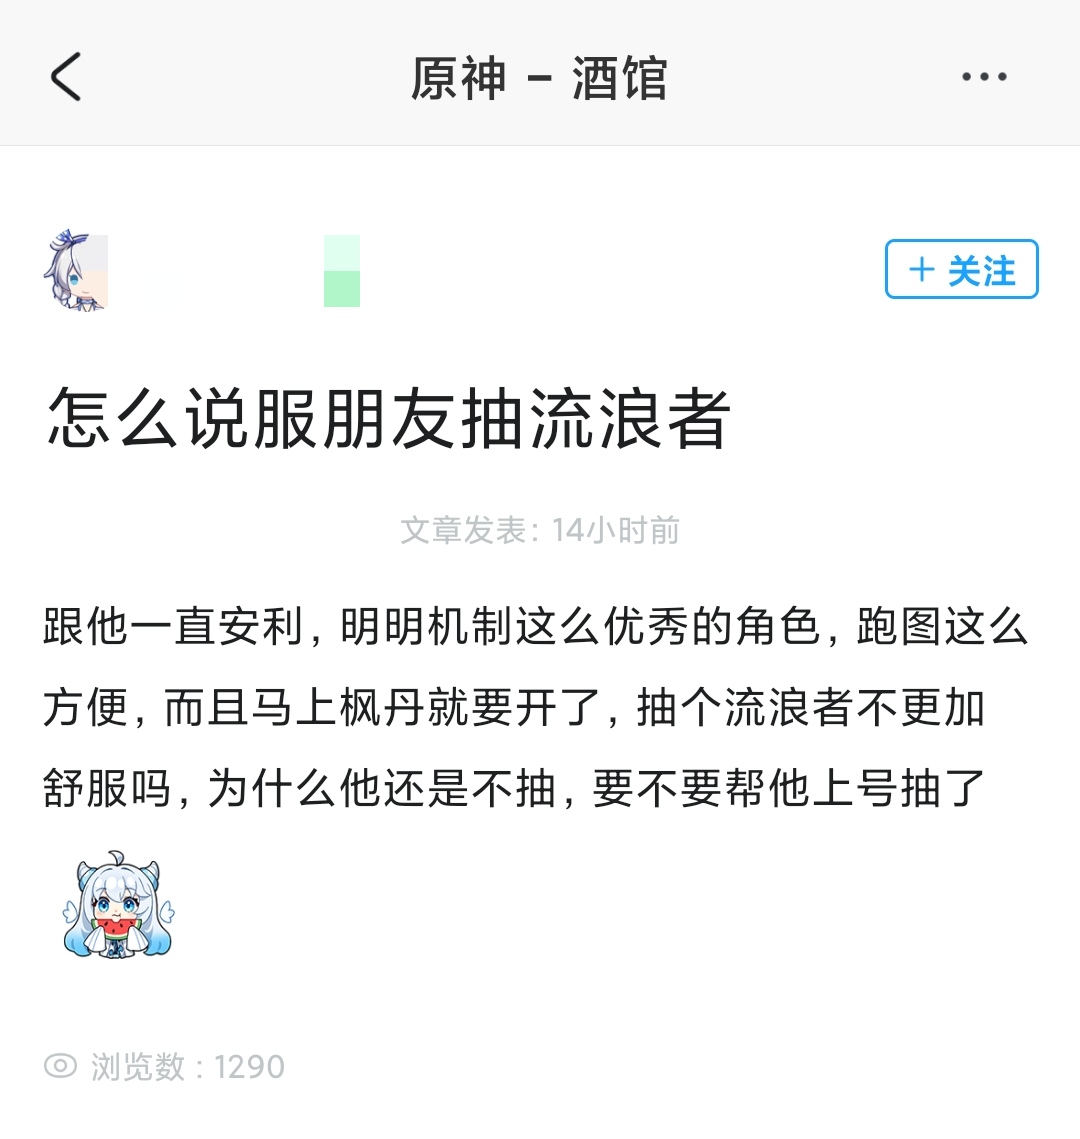 原神 - 酒馆
+ 关注
怎么说服朋友抽流浪者
文章发表: 14小时前
跟他一直安利, 明明机制这么优秀的角色, 跑图这么
方便, 而且马上枫丹就要开了, 抽个流浪者不更加
舒服吗, 为什么他还是不抽, 要不要帮他上号抽了
浏览数 : 1290